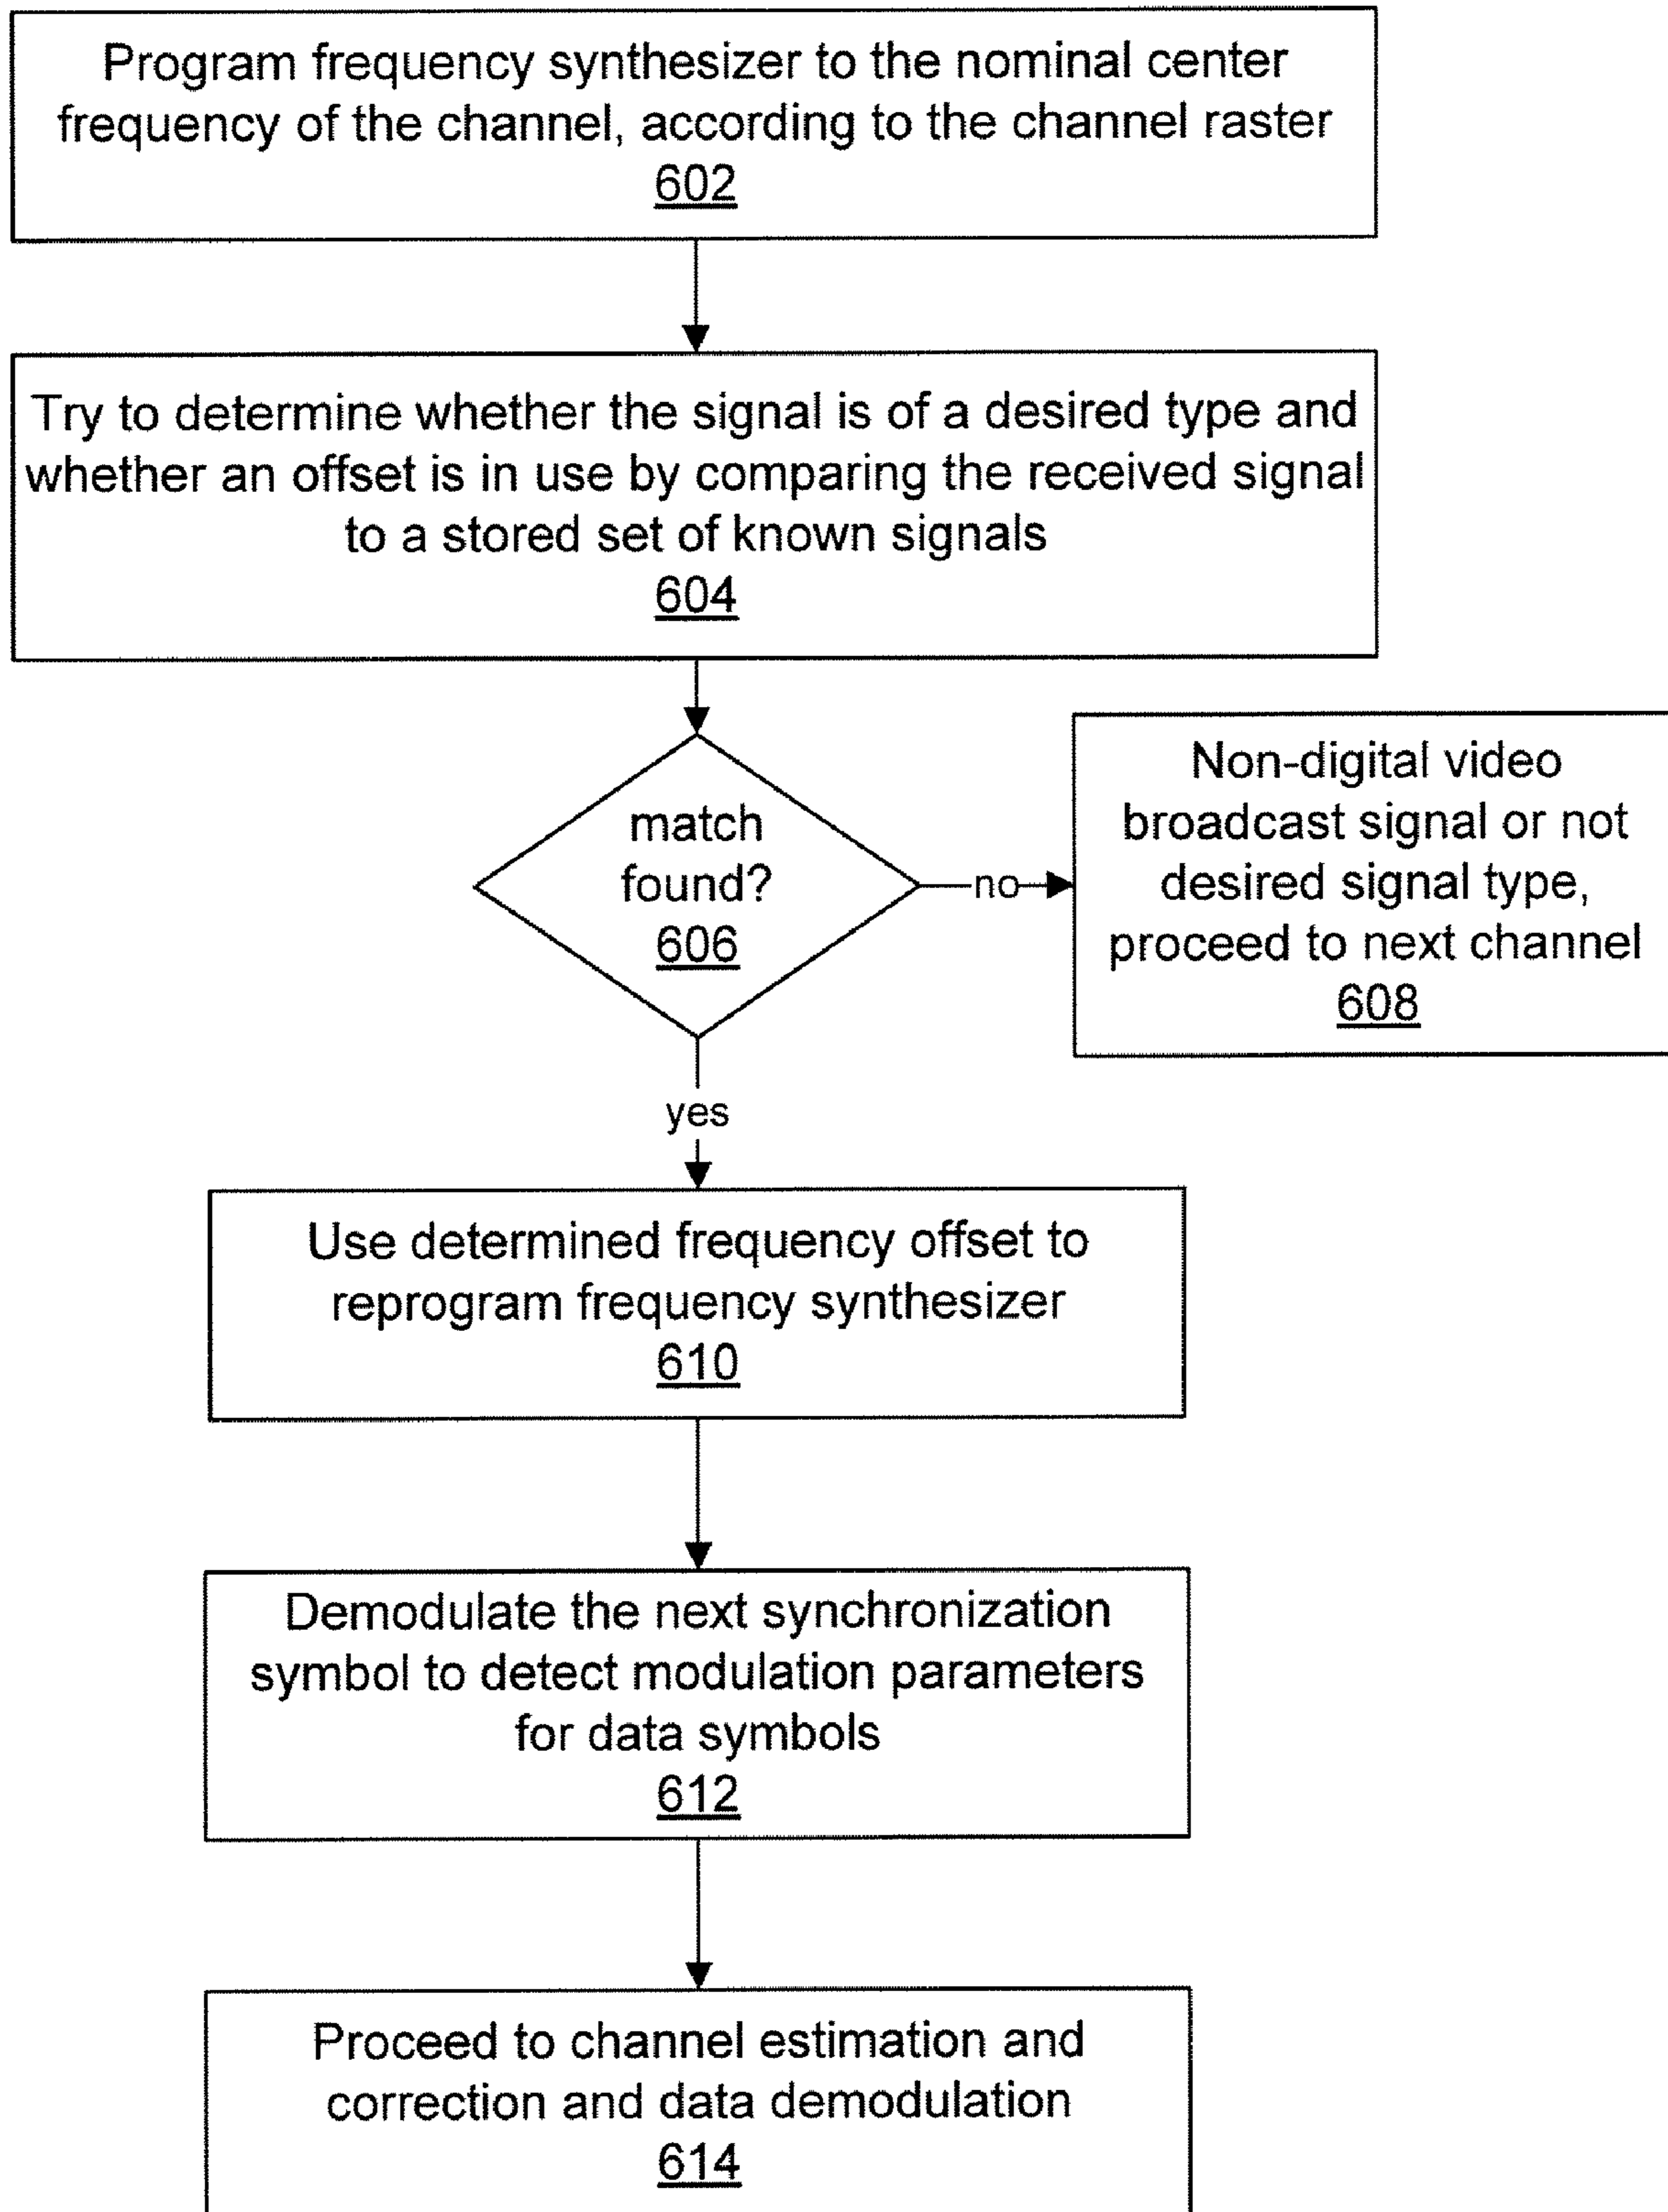 Program frequency synthesizer to the nominal center
frequency of the channel, according to the channel raster
602
Try to determine whether the signal is of a desired type and
whether an offset is in use by comparing the received signal
to a stored set of known signals
604
match
found?
606
no
Non-digital video
broadcast signal or not
desired signal type,
proceed to next channel
608
yes
Use determined frequency offset to
reprogram frequency synthesizer
610
Demodulate the next synchronization
symbol to detect modulation parameters
for data symbols
612
Proceed to channel estimation and
correction and data demodulation
614